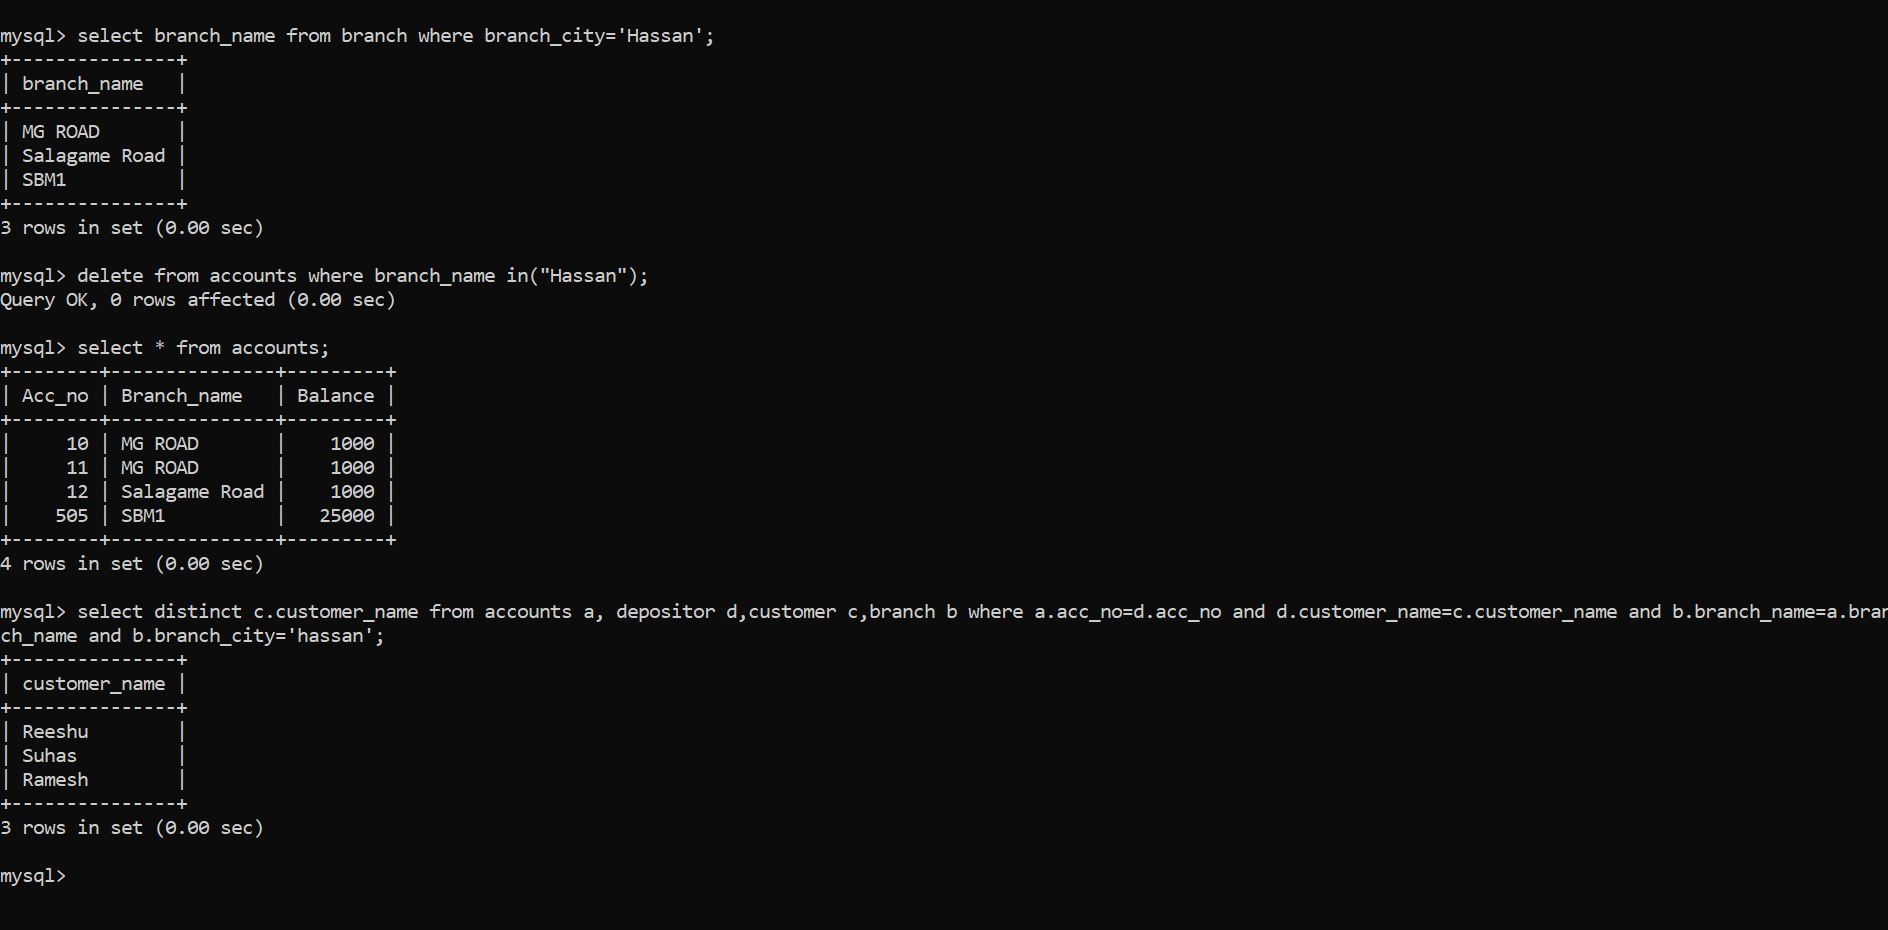 mysql> select branch_name from branch where branch_city='Hassan';
+---------------+
| branch_name   |
+---------------+
| MG ROAD       |
| Salagame Road |
| SBM1          |
+---------------+
3 rows in set (0.00 sec)

mysql> delete from accounts where branch_name in("Hassan");
Query OK, 0 rows affected (0.00 sec)

mysql> select * from accounts;
+--------+---------------+---------+
| Acc_no | Branch_name   | Balance |
+--------+---------------+---------+
|     10 | MG ROAD       |    1000 |
|     11 | MG ROAD       |    1000 |
|     12 | Salagame Road |    1000 |
|    505 | SBM1          |   25000 |
+--------+---------------+---------+
4 rows in set (0.00 sec)

mysql> select distinct c.customer_name from accounts a, depositor d,customer c,branch b where a.acc_no=d.acc_no and d.customer_name=c.customer_name and b.branch_name=a.bran
ch_name and b.branch_city='hassan';
+---------------+
| customer_name |
+---------------+
| Reeshu        |
| Suhas         |
| Ramesh        |
+---------------+
3 rows in set (0.00 sec)

mysql>